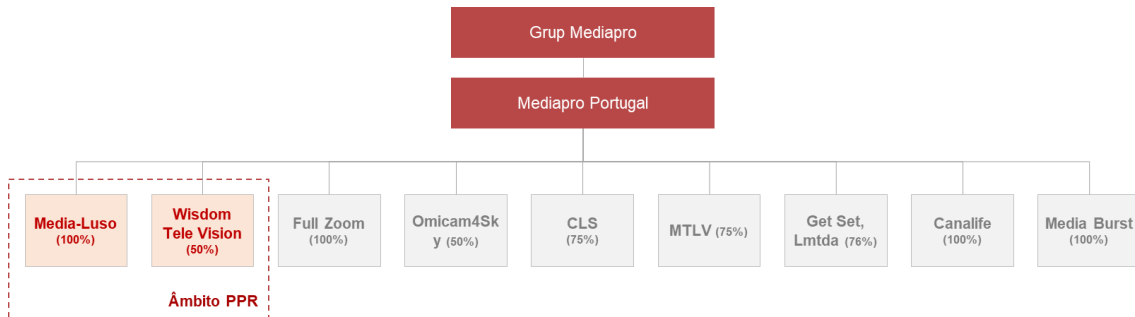 Grup Mediapro
Mediapro Portugal
Media-Luso
(100%)
Wisdom
Tele Vision
(50%)
Full Zoom
(100%)
Omicam4Sk
y (50%)
CLS
(75%)
MTLV (75%)
Get Set,
Lmtda (76%)
Canalife
(100%)
Media Burst
(100%)
Âmbito PPR